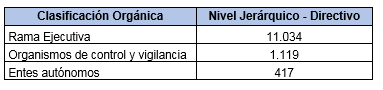 Clasificación Orgánica Nivel Jerárquico - Directivo
Rama Ejecutiva 11.034
Organismos de control y vigilancia 1.119
Entes autónomos 417